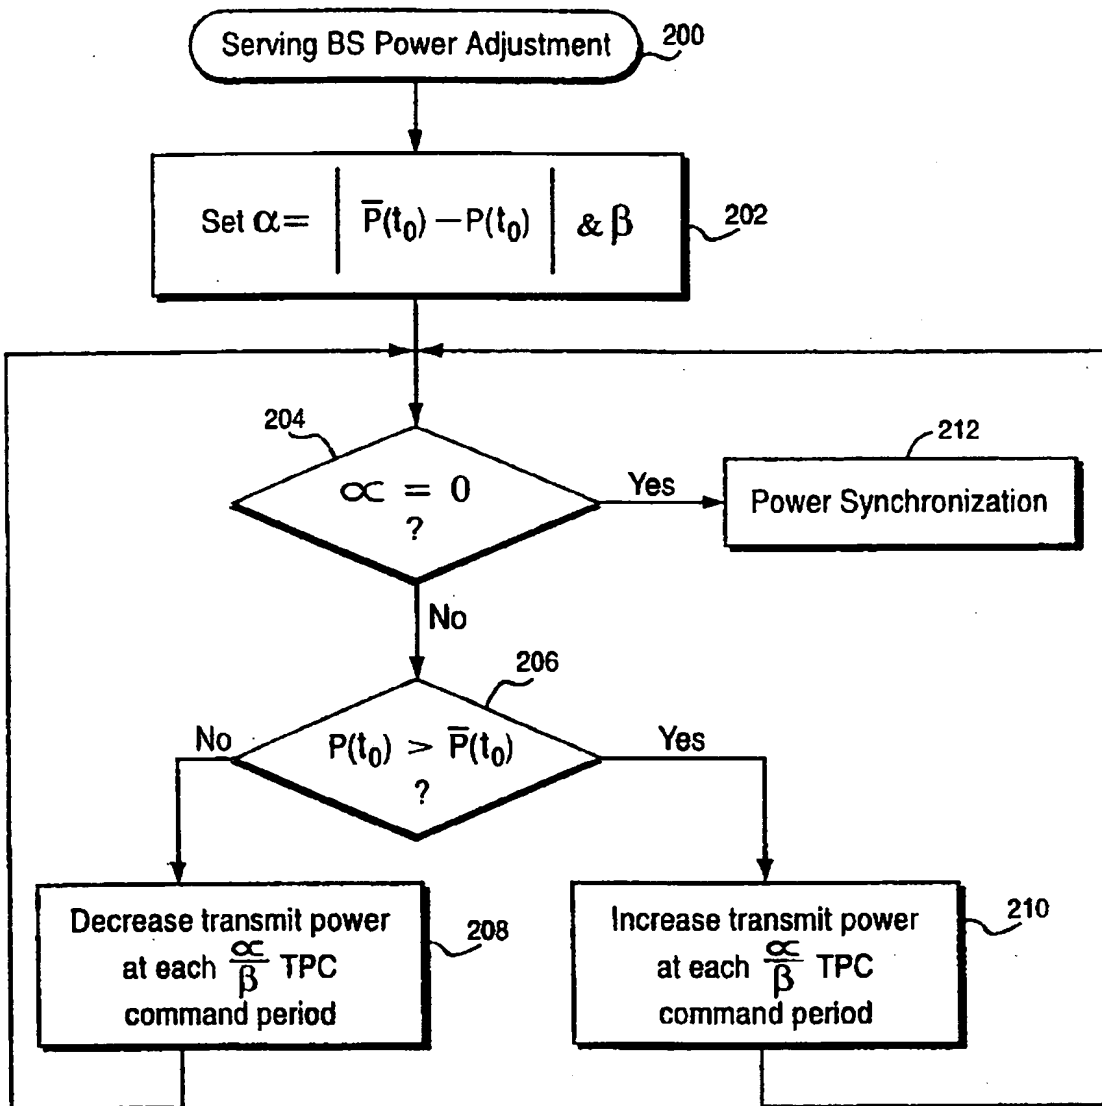 Serving BS Power Adjustment
200
Set α= | P̅(t₀) − P(t₀) | & β
202
204
∝ = 0
?
Yes
212
Power Synchronization
No
206
No
P(t₀) > P̅(t₀)
?
Yes
Decrease transmit power
at each ∝/β TPC
command period
208
Increase transmit power
at each ∝/β TPC
command period
210